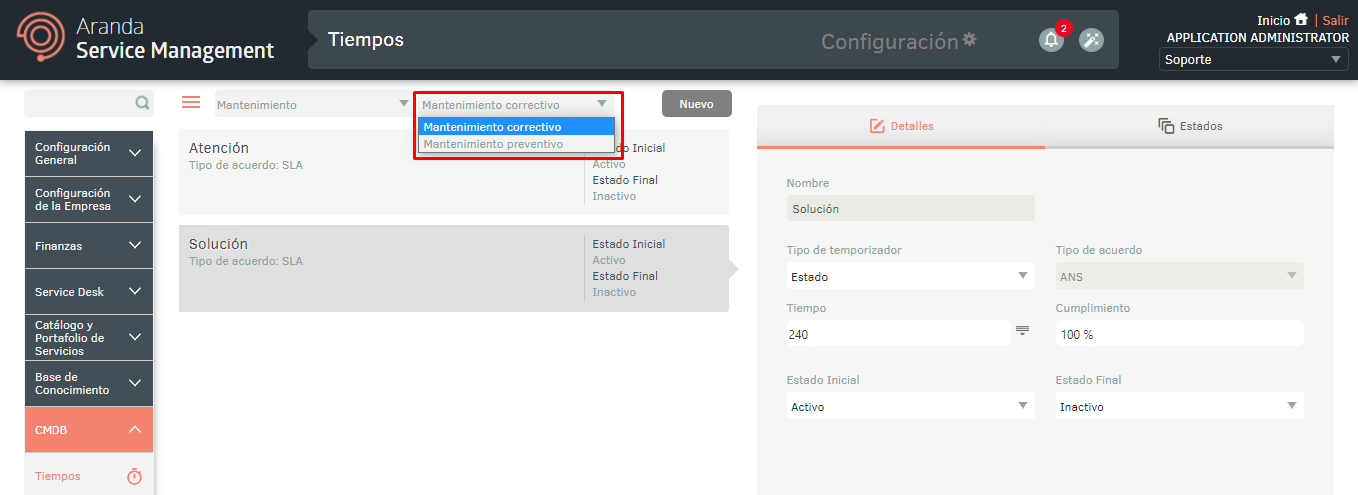 Aranda
Service Management
Tiempos
Configuración
2
Inicio | Salir
APPLICATION ADMINISTRATOR
Soporte
Mantenimiento
Mantenimiento correctivo
Nuevo
Mantenimiento correctivo
Mantenimiento preventivo
Configuración
General
Configuración
de la Empresa
Finanzas
Service Desk
Catálogo y
Portafolio de
Servicios
Base de
Conocimiento
CMDB
Tiempos
Atención
Tipo de acuerdo: SLA
do Inicial
Activo
Estado Final
Inactivo
Solución
Tipo de acuerdo: SLA
Estado Inicial
Activo
Estado Final
Inactivo
Detalles
Estados
Nombre
Solución
Tipo de temporizador
Tipo de acuerdo
Estado
ANS
Tiempo
Cumplimiento
240
100 %
Estado Inicial
Estado Final
Activo
Inactivo